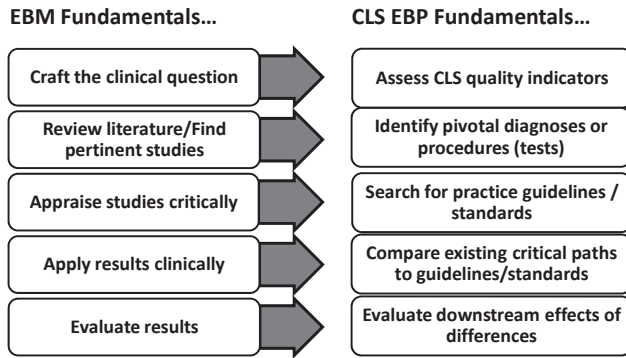 EBM Fundamentals...
CLS EBP Fundamentals...
Craft the clinical question
Assess CLS quality indicators
Review literature/Find
pertinent studies
Identify pivotal diagnoses or
procedures (tests)
Appraise studies critically
Search for practice guidelines /
standards
Apply results clinically
Compare existing critical paths
to guidelines/standards
Evaluate results
Evaluate downstream effects of
differences